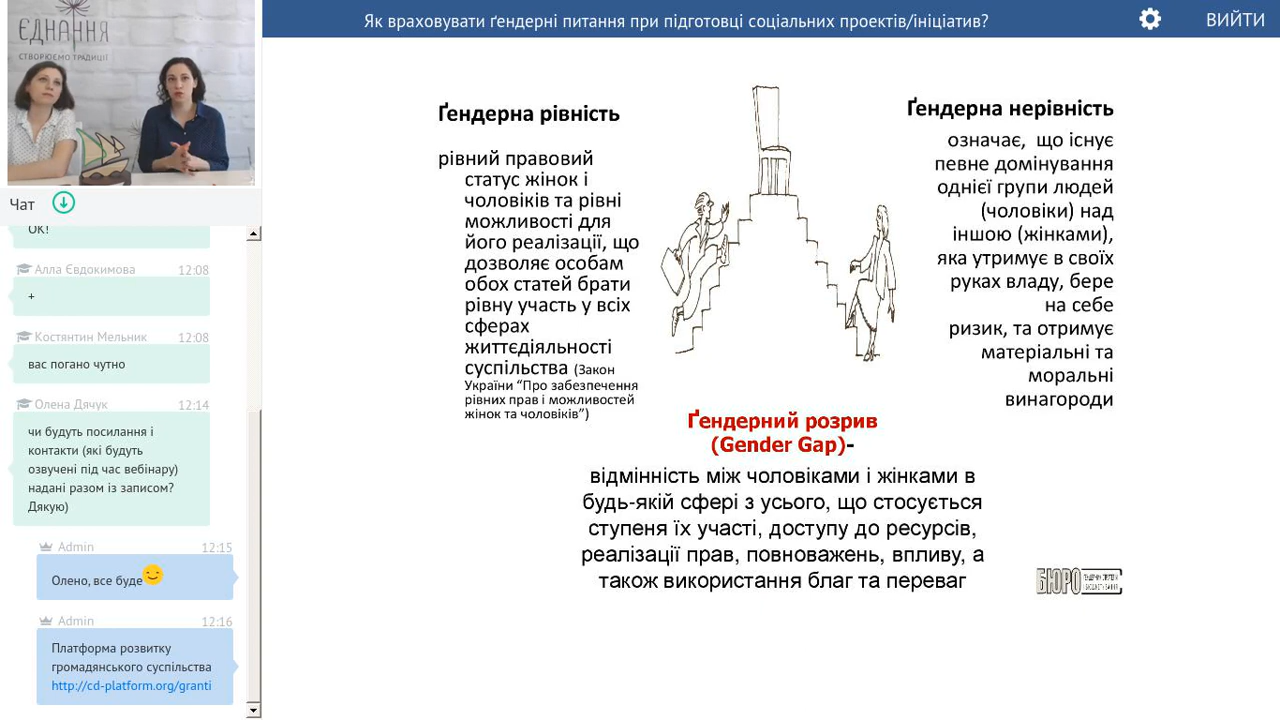 Як враховувати ґендерні питання при підготовці соціальних проектів/ініціатив?
ВИЙТИ
ЄДНАННЯ
СТВОРЮЄМО ТРАДИЦІЇ
Чат
ОК!
Алла Євдокимова 12:08
+
Костянтин Мельник 12:08
вас погано чутно
Олена Дячук 12:14
чи будуть посилання і
контакти (які будуть
озвучені під час вебінару)
надані разом із записом?
Дякую)
Admin 12:15
Олено, все буде
Admin 12:16
Платформа розвитку
громадянського суспільства
http://cd-platform.org/granti
Ґендерна рівність
рівний правовий
статус жінок і
чоловіків та рівні
можливості для
його реалізації, що
дозволяє особам
обох статей брати
рівну участь у всіх
сферах
життєдіяльності
суспільства (Закон
України “Про забезпечення
рівних прав і можливостей
жінок та чоловіків”)
Ґендерна нерівність
означає, що існує
певне домінування
однієї групи людей
(чоловіки) над
іншою (жінками),
яка утримує в своїх
руках владу, бере
на себе
ризик, та отримує
матеріальні та
моральні
винагороди
Ґендерний розрив
(Gender Gap)-
відмінність між чоловіками і жінками в
будь-якій сфері з усього, що стосується
ступеня їх участі, доступу до ресурсів,
реалізації прав, повноважень, впливу, а
також використання благ та переваг
БЮРО